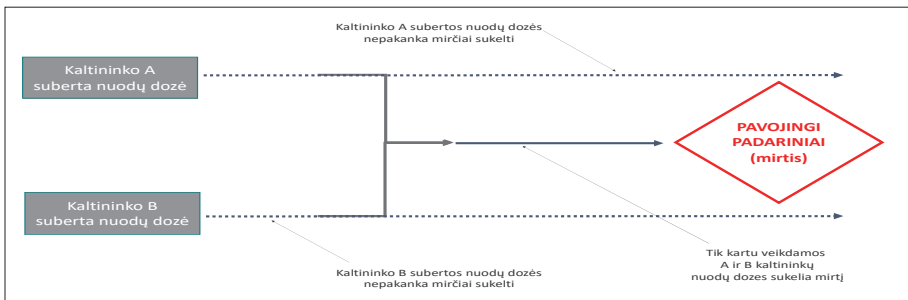 Kaltininko A subertos nuodų dozės
nepakanka mirčiai sukelti
Kaltininko A
suberta nuodų dozė
PAVOJINGI
PADARINIAI
(mirtis)
Kaltininko B
suberta nuodų dozė
Kaltininko B subertos nuodų dozės
nepakanka mirčiai sukelti
Tik kartu veikdamos
A ir B kaltininkų
nuodų dozes sukelia mirtį